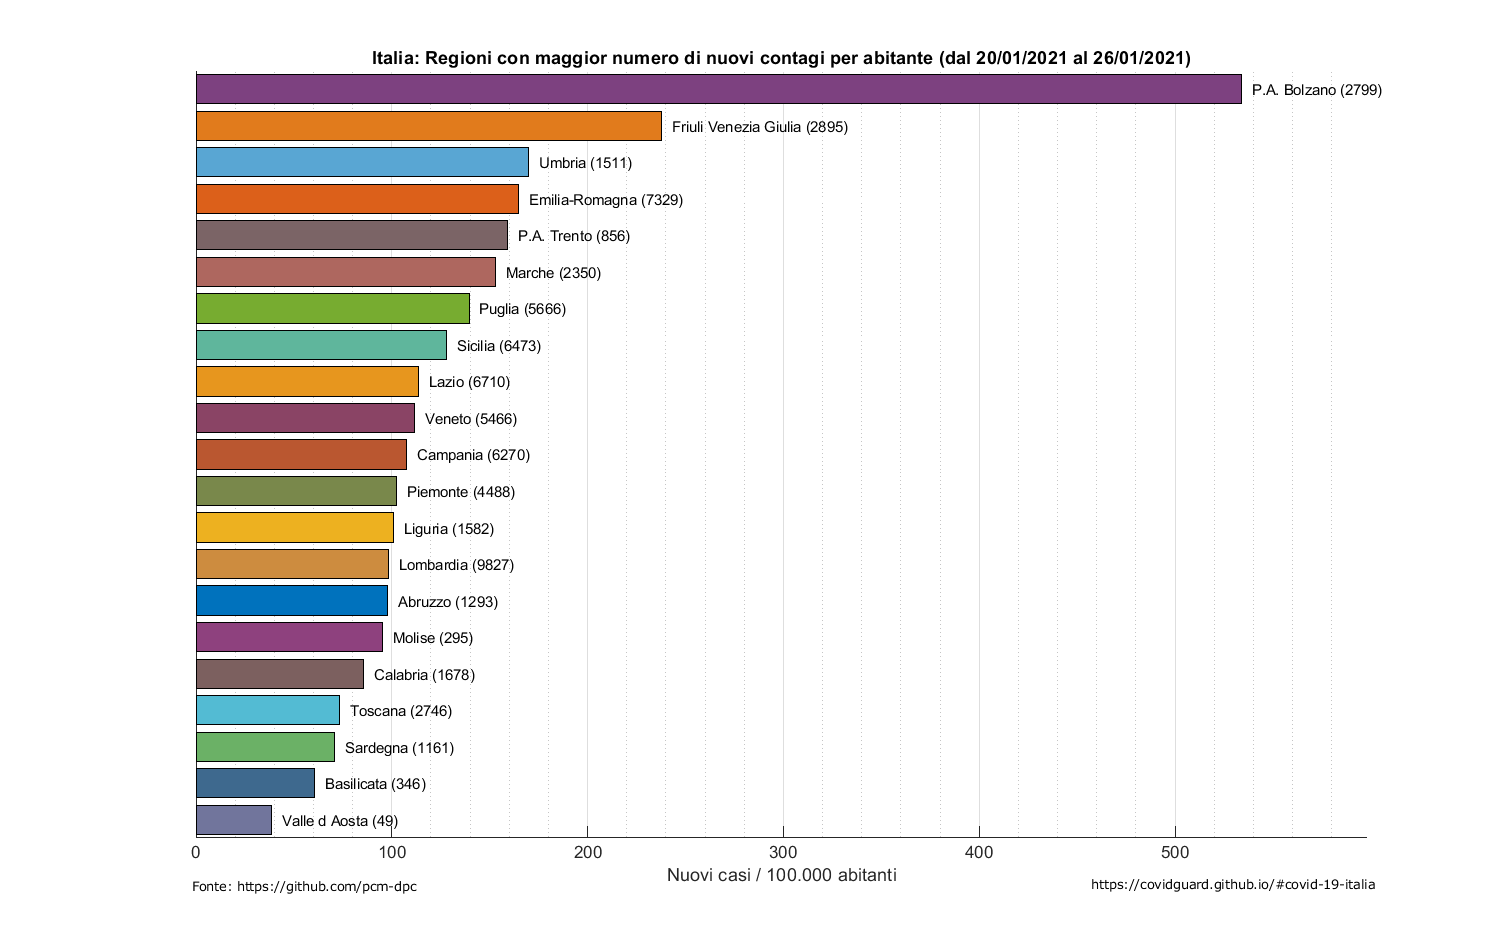 Italia: Regioni con maggior numero di nuovi contagi per abitante (dal 20/01/2021 al 26/01/2021)
P.A. Bolzano (2799)
Friuli Venezia Giulia (2895)
Umbria (1511)
Emilia-Romagna (7329)
P.A. Trento (856)
Marche (2350)
Puglia (5666)
Sicilia (6473)
Lazio (6710)
Veneto (5466)
Campania (6270)
Piemonte (4488)
Liguria (1582)
Lombardia (9827)
Abruzzo (1293)
Molise (295)
Calabria (1678)
Toscana (2746)
Sardegna (1161)
Basilicata (346)
Valle d Aosta (49)
0 100 200 300 400 500
Nuovi casi / 100.000 abitanti
Fonte: https://github.com/pcm-dpc
https://covidguard.github.io/#covid-19-italia